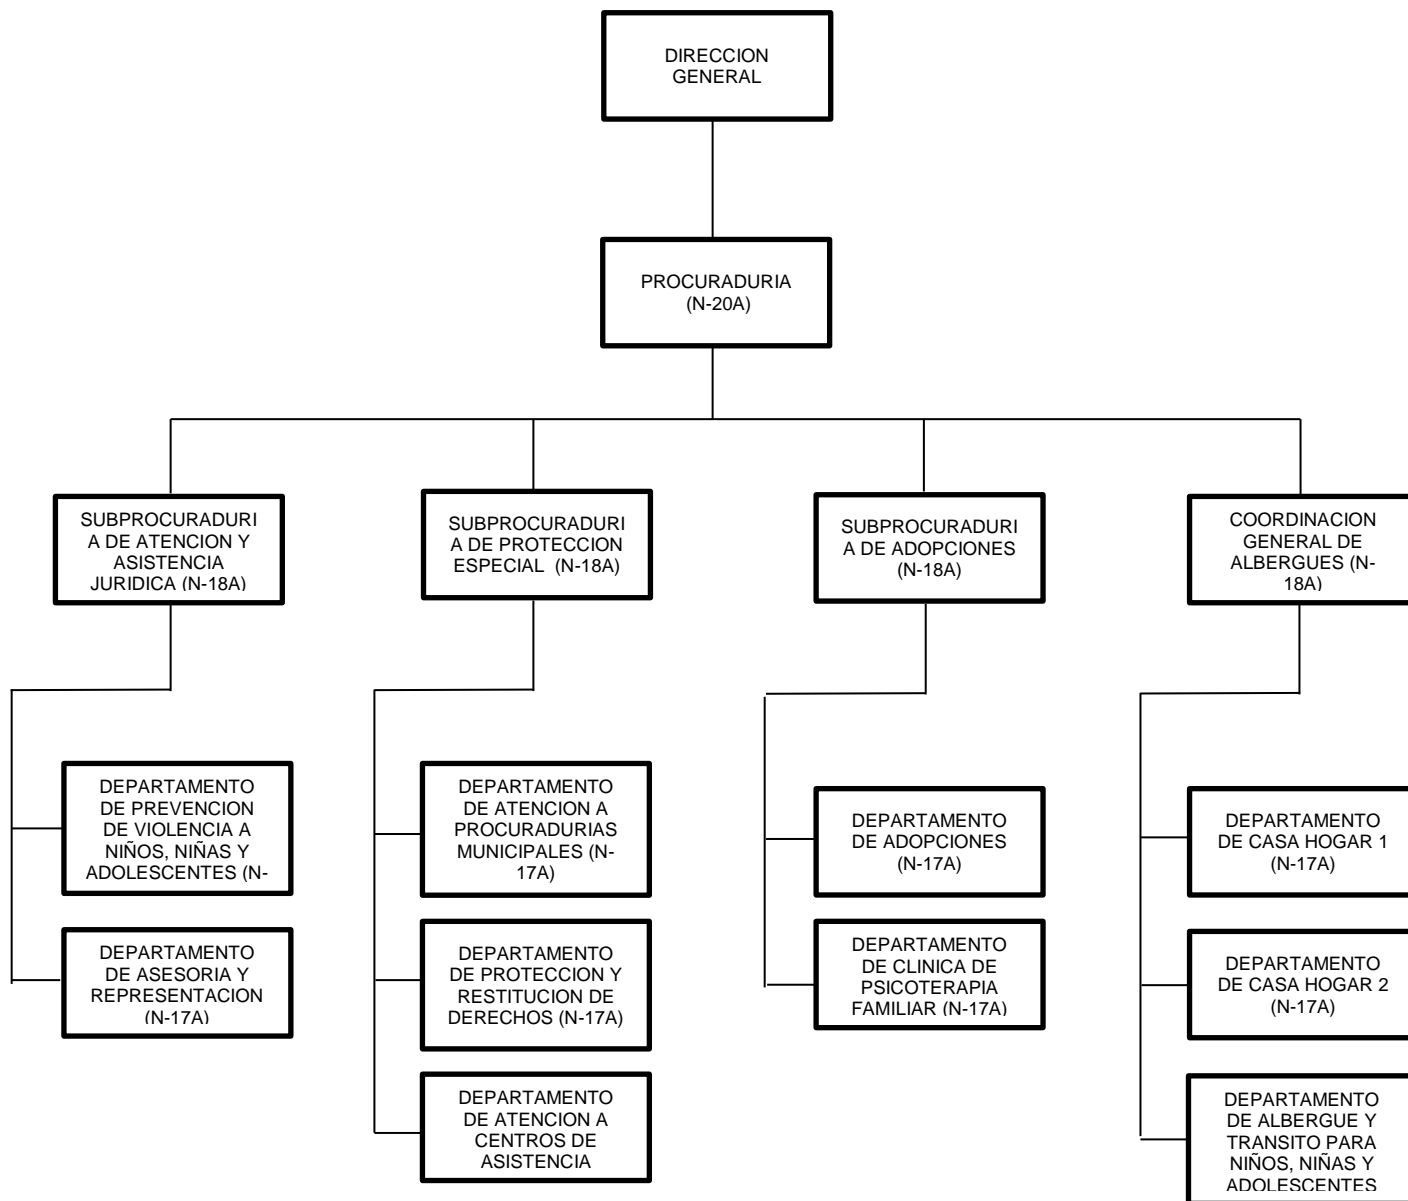 DIRECCION
GENERAL
PROCURADURIA
(N-20A)
SUBPROCURADURI
A DE ATENCION Y
ASISTENCIA
JURIDICA (N-18A)
SUBPROCURADURI
A DE PROTECCION
ESPECIAL (N-18A)
SUBPROCURADURI
A DE ADOPCIONES
(N-18A)
COORDINACION
GENERAL DE
ALBERGUES (N-
18A)
DEPARTAMENTO
DE PREVENCION
DE VIOLENCIA A
NIÑOS, NIÑAS Y
ADOLESCENTES (N-
DEPARTAMENTO
DE ASESORIA Y
REPRESENTACION
(N-17A)
DEPARTAMENTO
DE ATENCION A
PROCURADURIAS
MUNICIPALES (N-
17A)
DEPARTAMENTO
DE PROTECCION Y
RESTITUCION DE
DERECHOS (N-17A)
DEPARTAMENTO
DE ATENCION A
CENTROS DE
ASISTENCIA
DEPARTAMENTO
DE ADOPCIONES
(N-17A)
DEPARTAMENTO
DE CLINICA DE
PSICOTERAPIA
FAMILIAR (N-17A)
DEPARTAMENTO
DE CASA HOGAR 1
(N-17A)
DEPARTAMENTO
DE CASA HOGAR 2
(N-17A)
DEPARTAMENTO
DE ALBERGUE Y
TRANSITO PARA
NIÑOS, NIÑAS Y
ADOLESCENTES